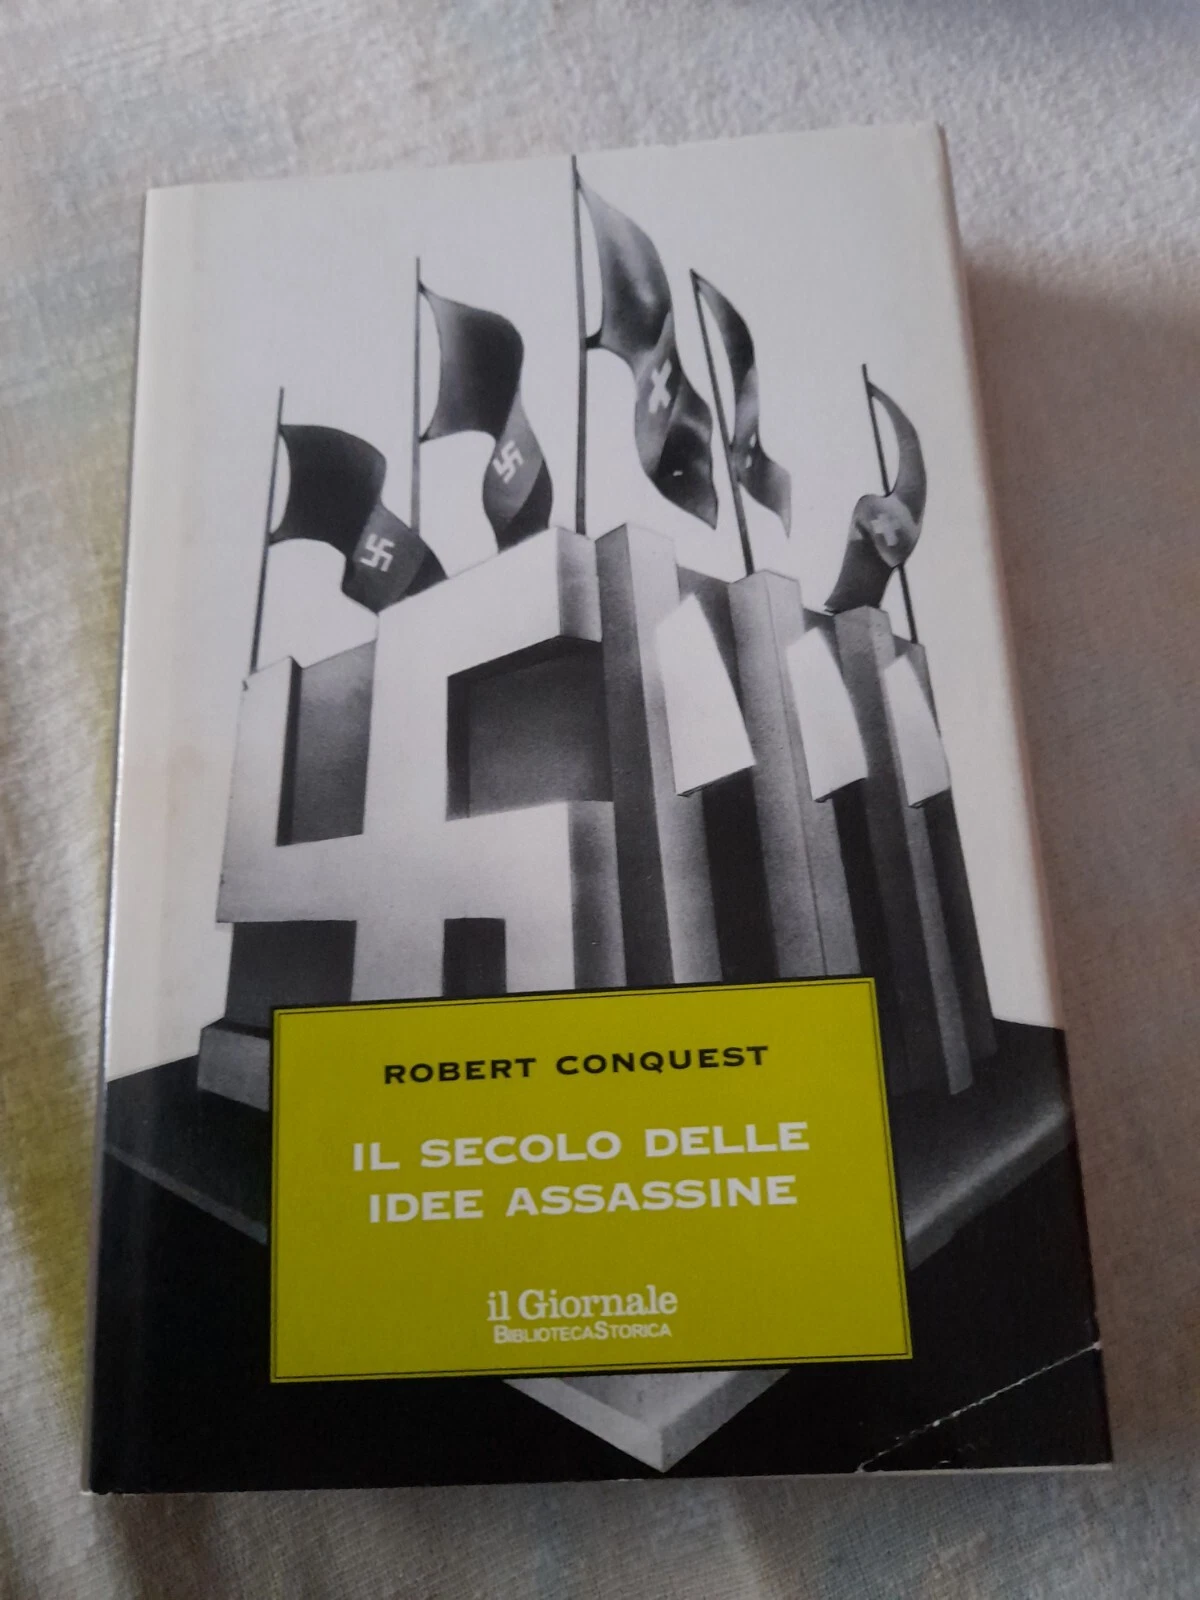 ROBERT CONQUEST
IL SECOLO DELLE
IDEE ASSASSINE
il Giornale
BIBLIOTECASTORICA